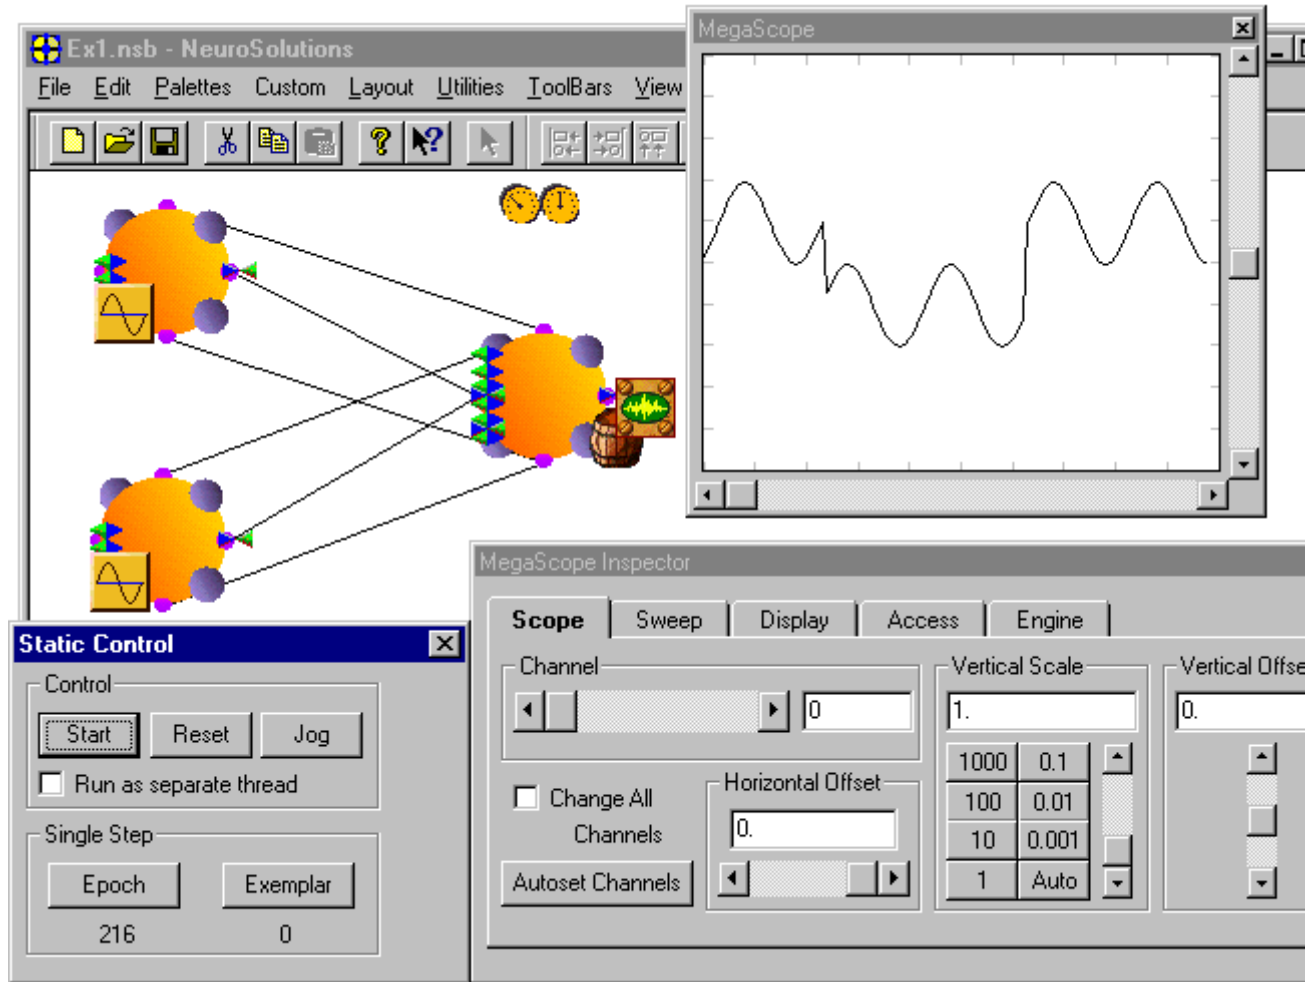 Ex1.nsb - NeuroSolutions
File Edit Palettes Custom Layout Utilities ToolBars View
MegaScope
MegaScope Inspector
Scope Sweep Display Access Engine
Channel
0
Vertical Scale
1.
Vertical Offse
0.
1000 0.1
100 0.01
10 0.001
1 Auto
Change All
Channels
Horizontal Offset
0.
Autoset Channels
Static Control
Control
Start Reset Jog
Run as separate thread
Single Step
Epoch Exemplar
216 0